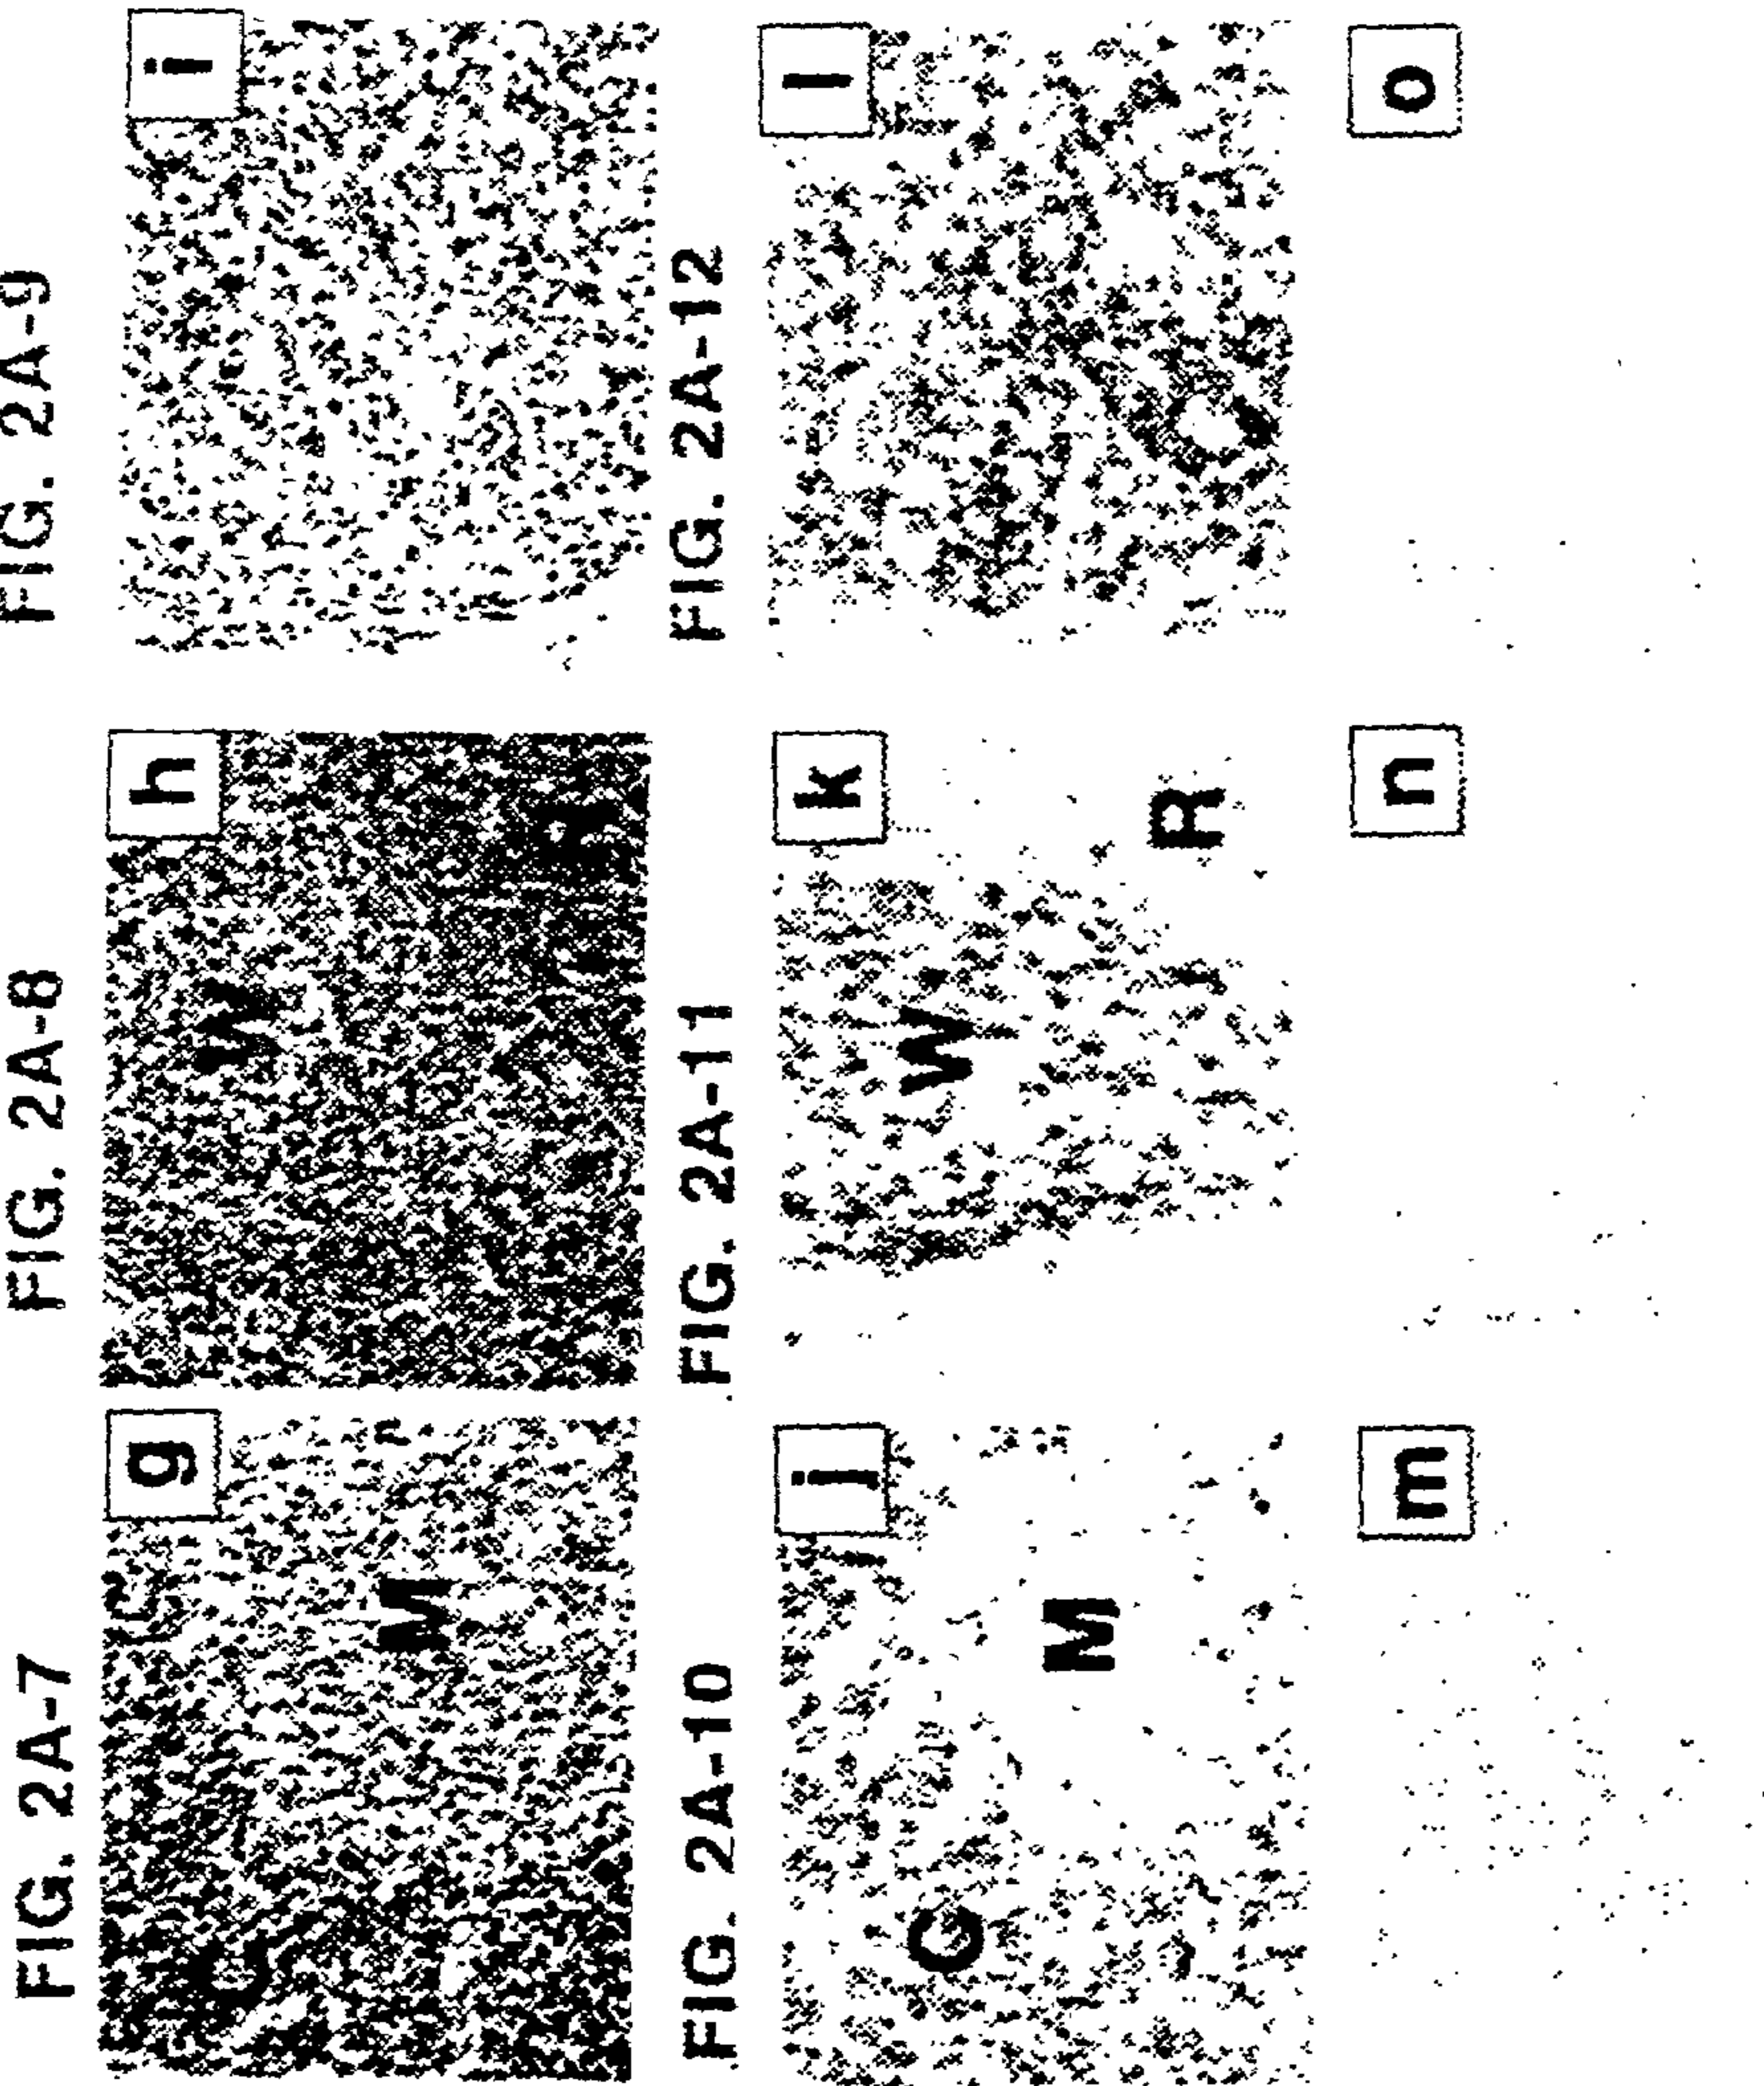 FIG. 2A-7
FIG. 2A-8
FIG. 2A-9
g
h
i
C
W
M
R
FIG. 2A-10
FIG. 2A-11
FIG. 2A-12
j
k
l
C
W
M
R
m
n
o